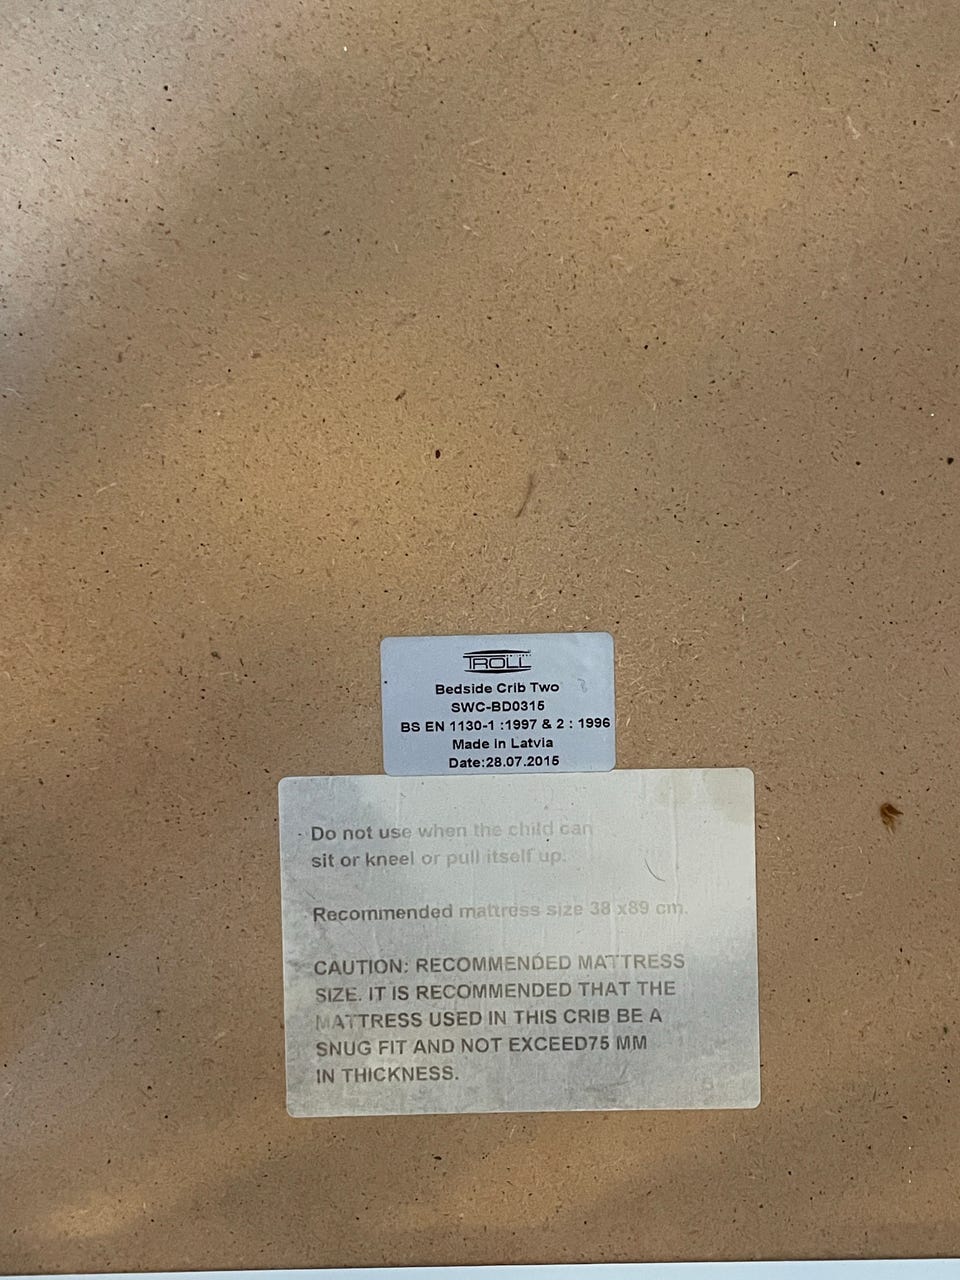 TROLL
Bedside Crib Two
SWC-BD0315
BS EN 1130-1 :1997 & 2 : 1996
Made in Latvia
Date:28.07.2015
Do not use when the child can
sit or kneel or pull itself up.
Recommended mattress size 38 x89 cm.
CAUTION: RECOMMENDED MATTRESS
SIZE. IT IS RECOMMENDED THAT THE
MATTRESS USED IN THIS CRIB BE A
SNUG FIT AND NOT EXCEED75 MM
IN THICKNESS.